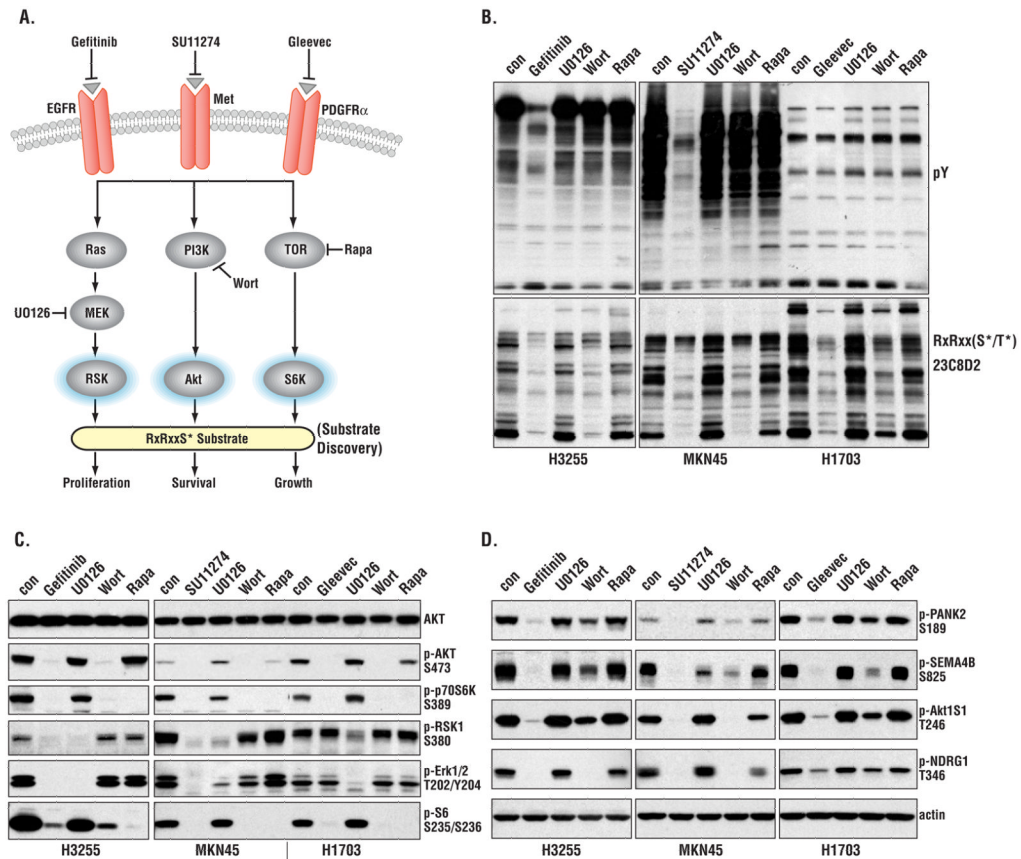 A.
Gefitinib
SU11274
Gleevec
EGFR
Met
PDGFRα
Ras
PI3K
TOR
Rapa
Wort
UO126
MEK
RSK
Akt
S6K
RxRxxS* Substrate
(Substrate
Discovery)
Proliferation
Survival
Growth
B.
con
Gefitinib
U0126
Wort
Rapa
con
SU11274
U0126
Wort
Rapa
con
Gleevec
U0126
Wort
Rapa
pY
RxRxx(S*/T*)
23C8D2
H3255
MKN45
H1703
C.
con
Gefitinib
U0126
Wort
Rapa
con
SU11274
U0126
Wort
Rapa
con
Gleevec
U0126
Wort
Rapa
AKT
p-AKT
S473
p-p70S6K
S389
p-RSK1
S380
p-Erk1/2
T202/Y204
p-S6
S235/S236
H3255
MKN45
H1703
D.
con
Gefitinib
U0126
Wort
Rapa
con
SU11274
U0126
Wort
Rapa
con
Gleevec
U0126
Wort
Rapa
p-PANK2
S189
p-SEMA4B
S825
p-Akt1S1
T246
p-NDRG1
T346
actin
H3255
MKN45
H1703